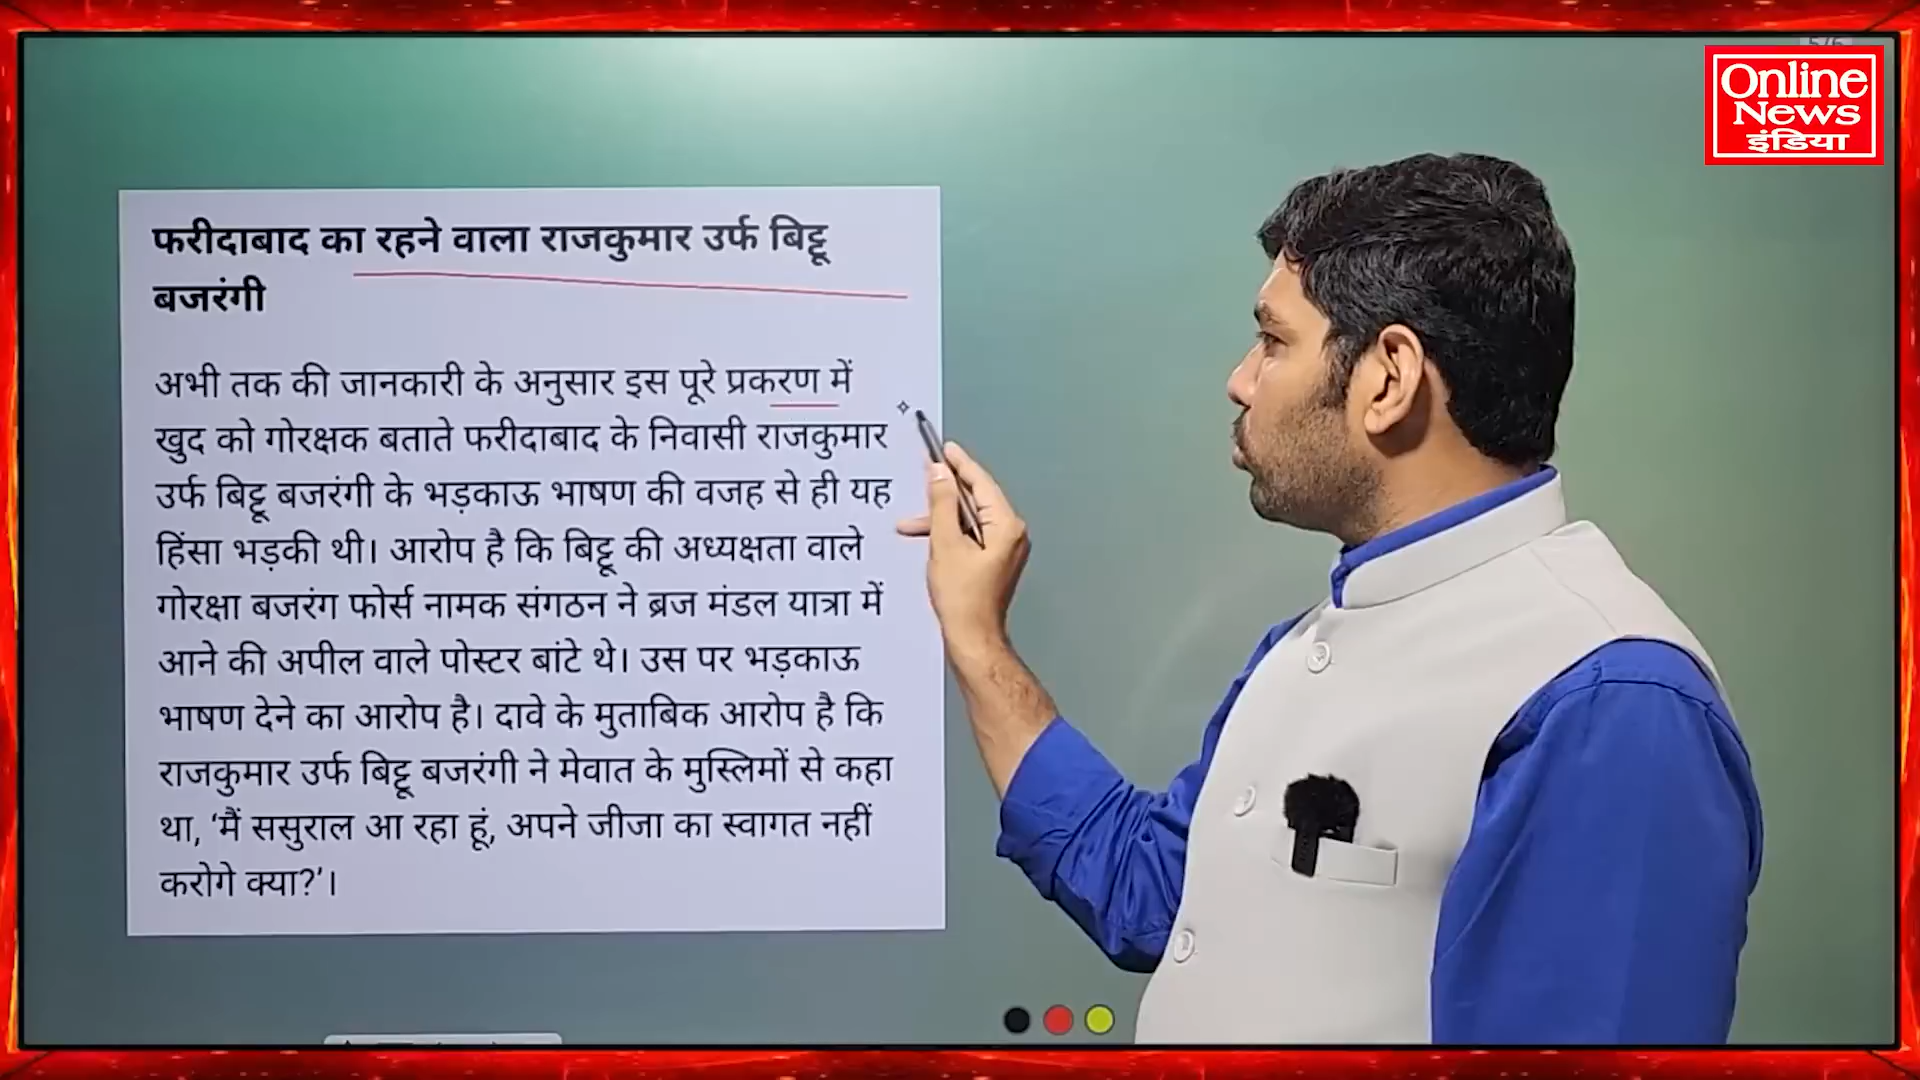 Online
News
इंडिया
फरीदाबाद का रहने वाला राजकुमार उर्फ बिट्टू
बजरंगी
अभी तक की जानकारी के अनुसार इस पूरे प्रकरण में
खुद को गोरक्षक बताते फरीदाबाद के निवासी राजकुमार
उर्फ बिट्टू बजरंगी के भड़काऊ भाषण की वजह से ही यह
हिंसा भड़की थी। आरोप है कि बिट्टू की अध्यक्षता वाले
गोरक्षा बजरंग फोर्स नामक संगठन ने ब्रज मंडल यात्रा में
आने की अपील वाले पोस्टर बांटे थे। उस पर भड़काऊ
भाषण देने का आरोप है। दावे के मुताबिक आरोप है कि
राजकुमार उर्फ बिट्टू बजरंगी ने मेवात के मुस्लिमों से कहा
था, ‘मैं ससुराल आ रहा हूं, अपने जीजा का स्वागत नहीं
करोगे क्या?’।